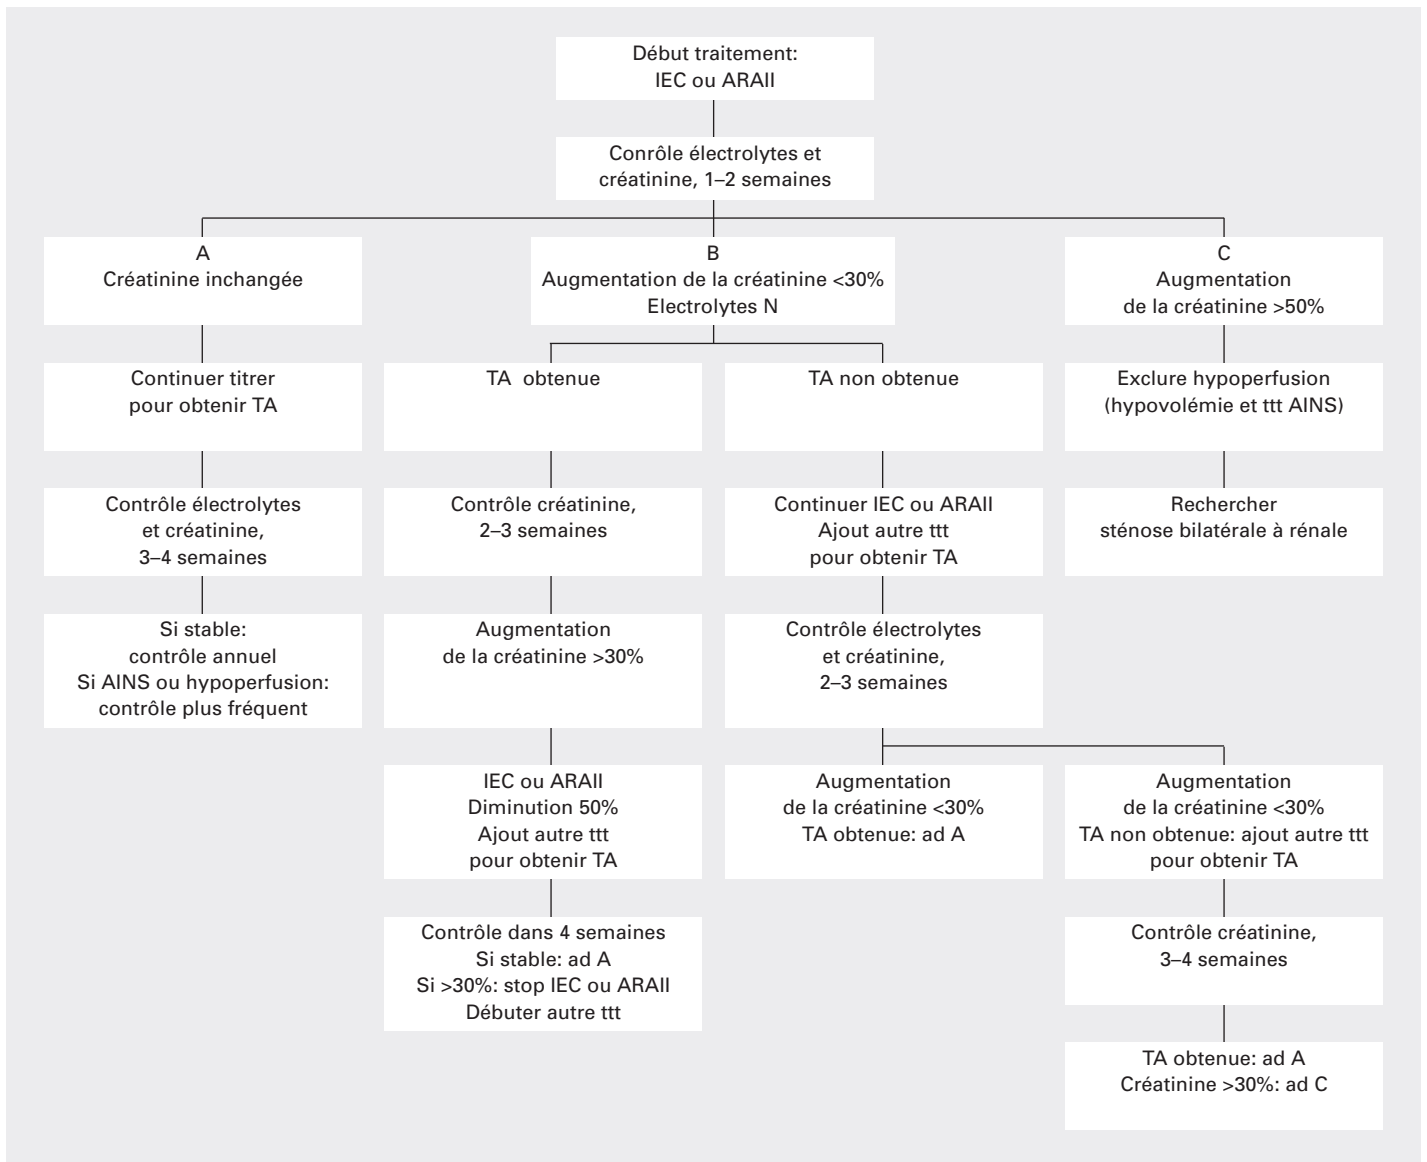 Début traitement:
IEC ou ARAII
Conrôle électrolytes et
créatinine, 1–2 semaines
A
Créatinine inchangée
B
Augmentation de la créatinine <30%
Electrolytes N
C
Augmentation
de la créatinine >50%
Continuer titrer
pour obtenir TA
TA obtenue
TA non obtenue
Exclure hypoperfusion
(hypovolémie et ttt AINS)
Contrôle électrolytes
et créatinine,
3–4 semaines
Contrôle créatinine,
2–3 semaines
Continuer IEC ou ARAII
Ajout autre ttt
pour obtenir TA
Rechercher
sténose bilatérale à rénale
Si stable:
contrôle annuel
Si AINS ou hypoperfusion:
contrôle plus fréquent
Augmentation
de la créatinine >30%
Contrôle électrolytes
et créatinine,
2–3 semaines
IEC ou ARAII
Diminution 50%
Ajout autre ttt
pour obtenir TA
Augmentation
de la créatinine <30%
TA obtenue: ad A
Augmentation
de la créatinine <30%
TA non obtenue: ajout autre ttt
pour obtenir TA
Contrôle dans 4 semaines
Si stable: ad A
Si >30%: stop IEC ou ARAII
Débuter autre ttt
Contrôle créatinine,
3–4 semaines
TA obtenue: ad A
Créatinine >30%: ad C